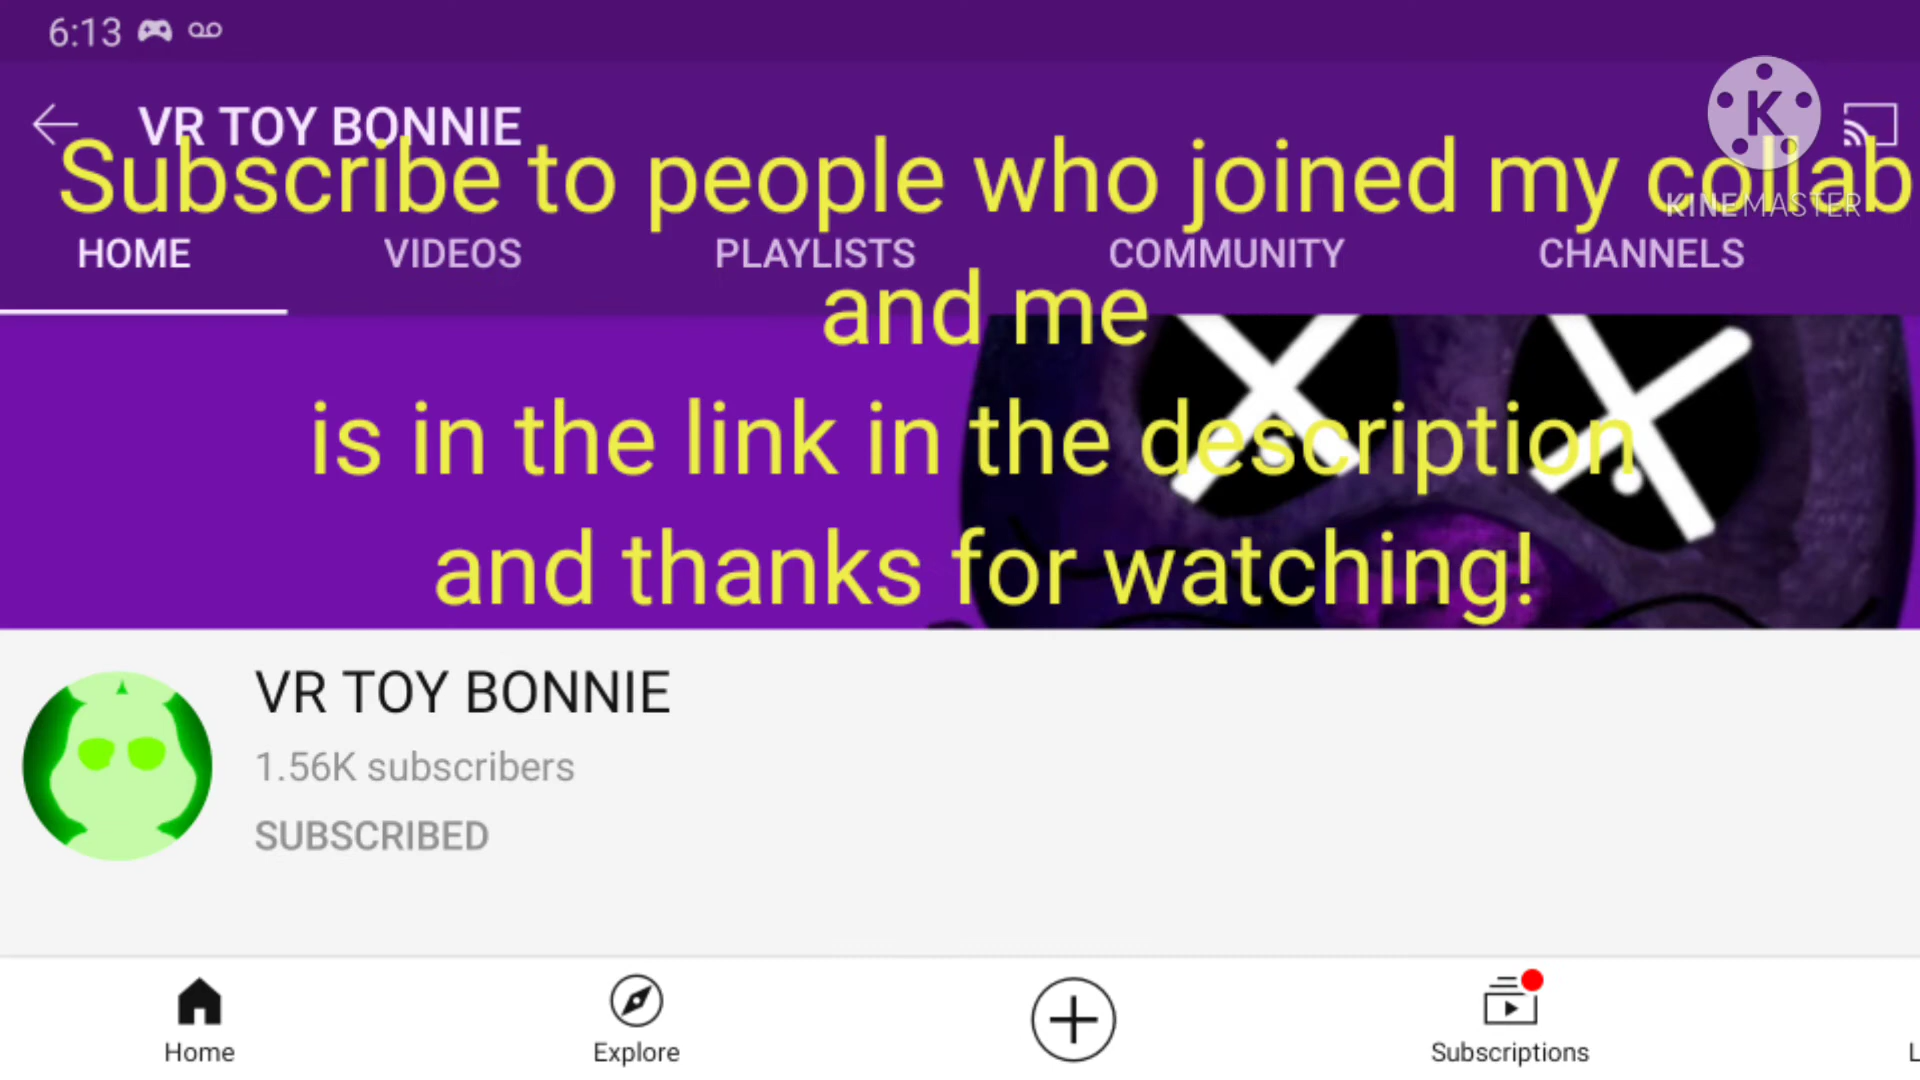 6:13
VR TOY BONNIE
K
KINEMASTER
Subscribe to people who joined my collab
HOME VIDEOS PLAYLISTS COMMUNITY CHANNELS
and me
is in the link in the description
and thanks for watching!
VR TOY BONNIE
1.56K subscribers
SUBSCRIBED
Home Explore Subscriptions L